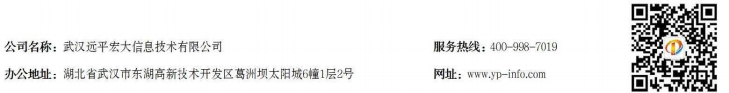 公司名称：武汉远平宏大信息技术有限公司 服务热线：400-998-7019
办公地址：湖北省武汉市东湖高新技术开发区葛洲坝太阳城6幢1层2号 网址：www.yp-info.com